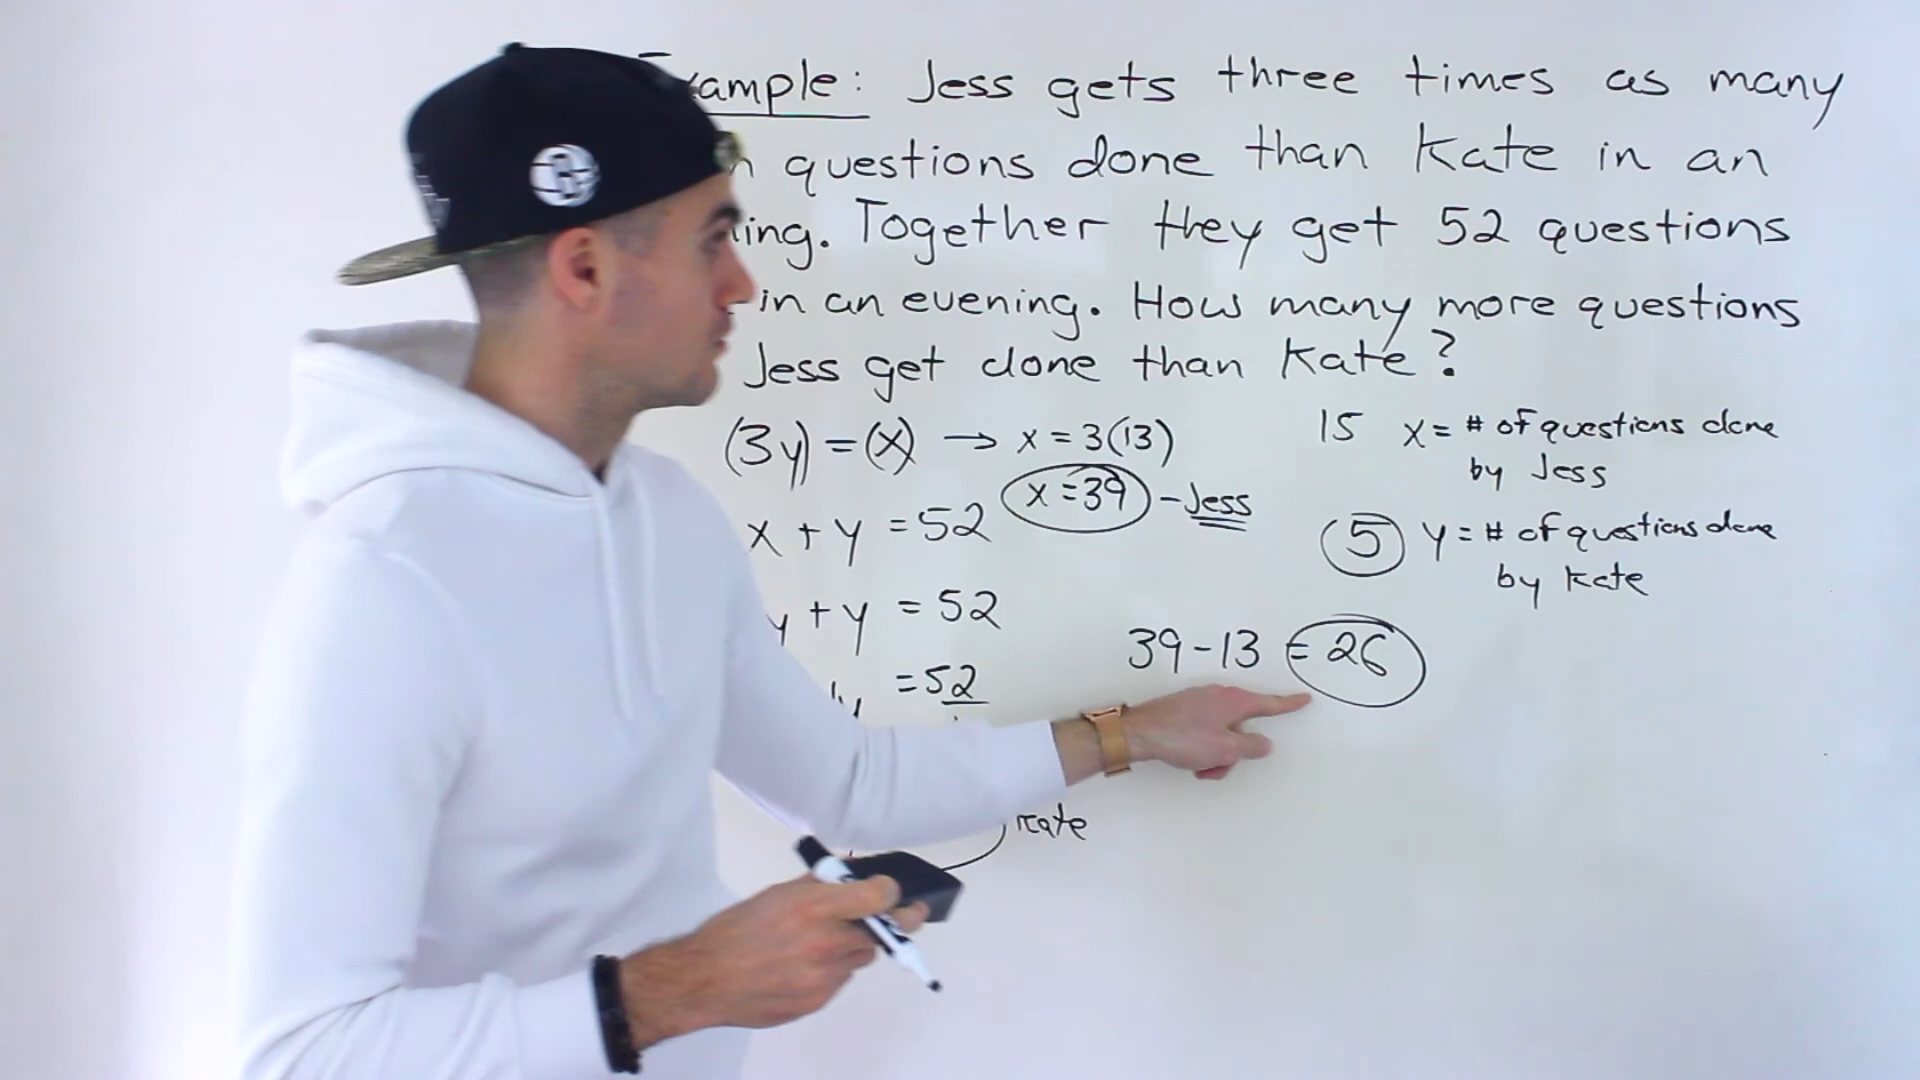 ample: Jess gets three times as many
questions done than Kate in an
ing. Together they get 52 questions
in an evening. How many more questions
Jess get done than Kate?
(3y) = (x) → x = 3(13)
x = 39 - Jess
x + y = 52
y + y = 52
y = 52
Kate
15 x = # of questions done
by Jess
5 y = # of questions done
by Kate
39 - 13 = 26